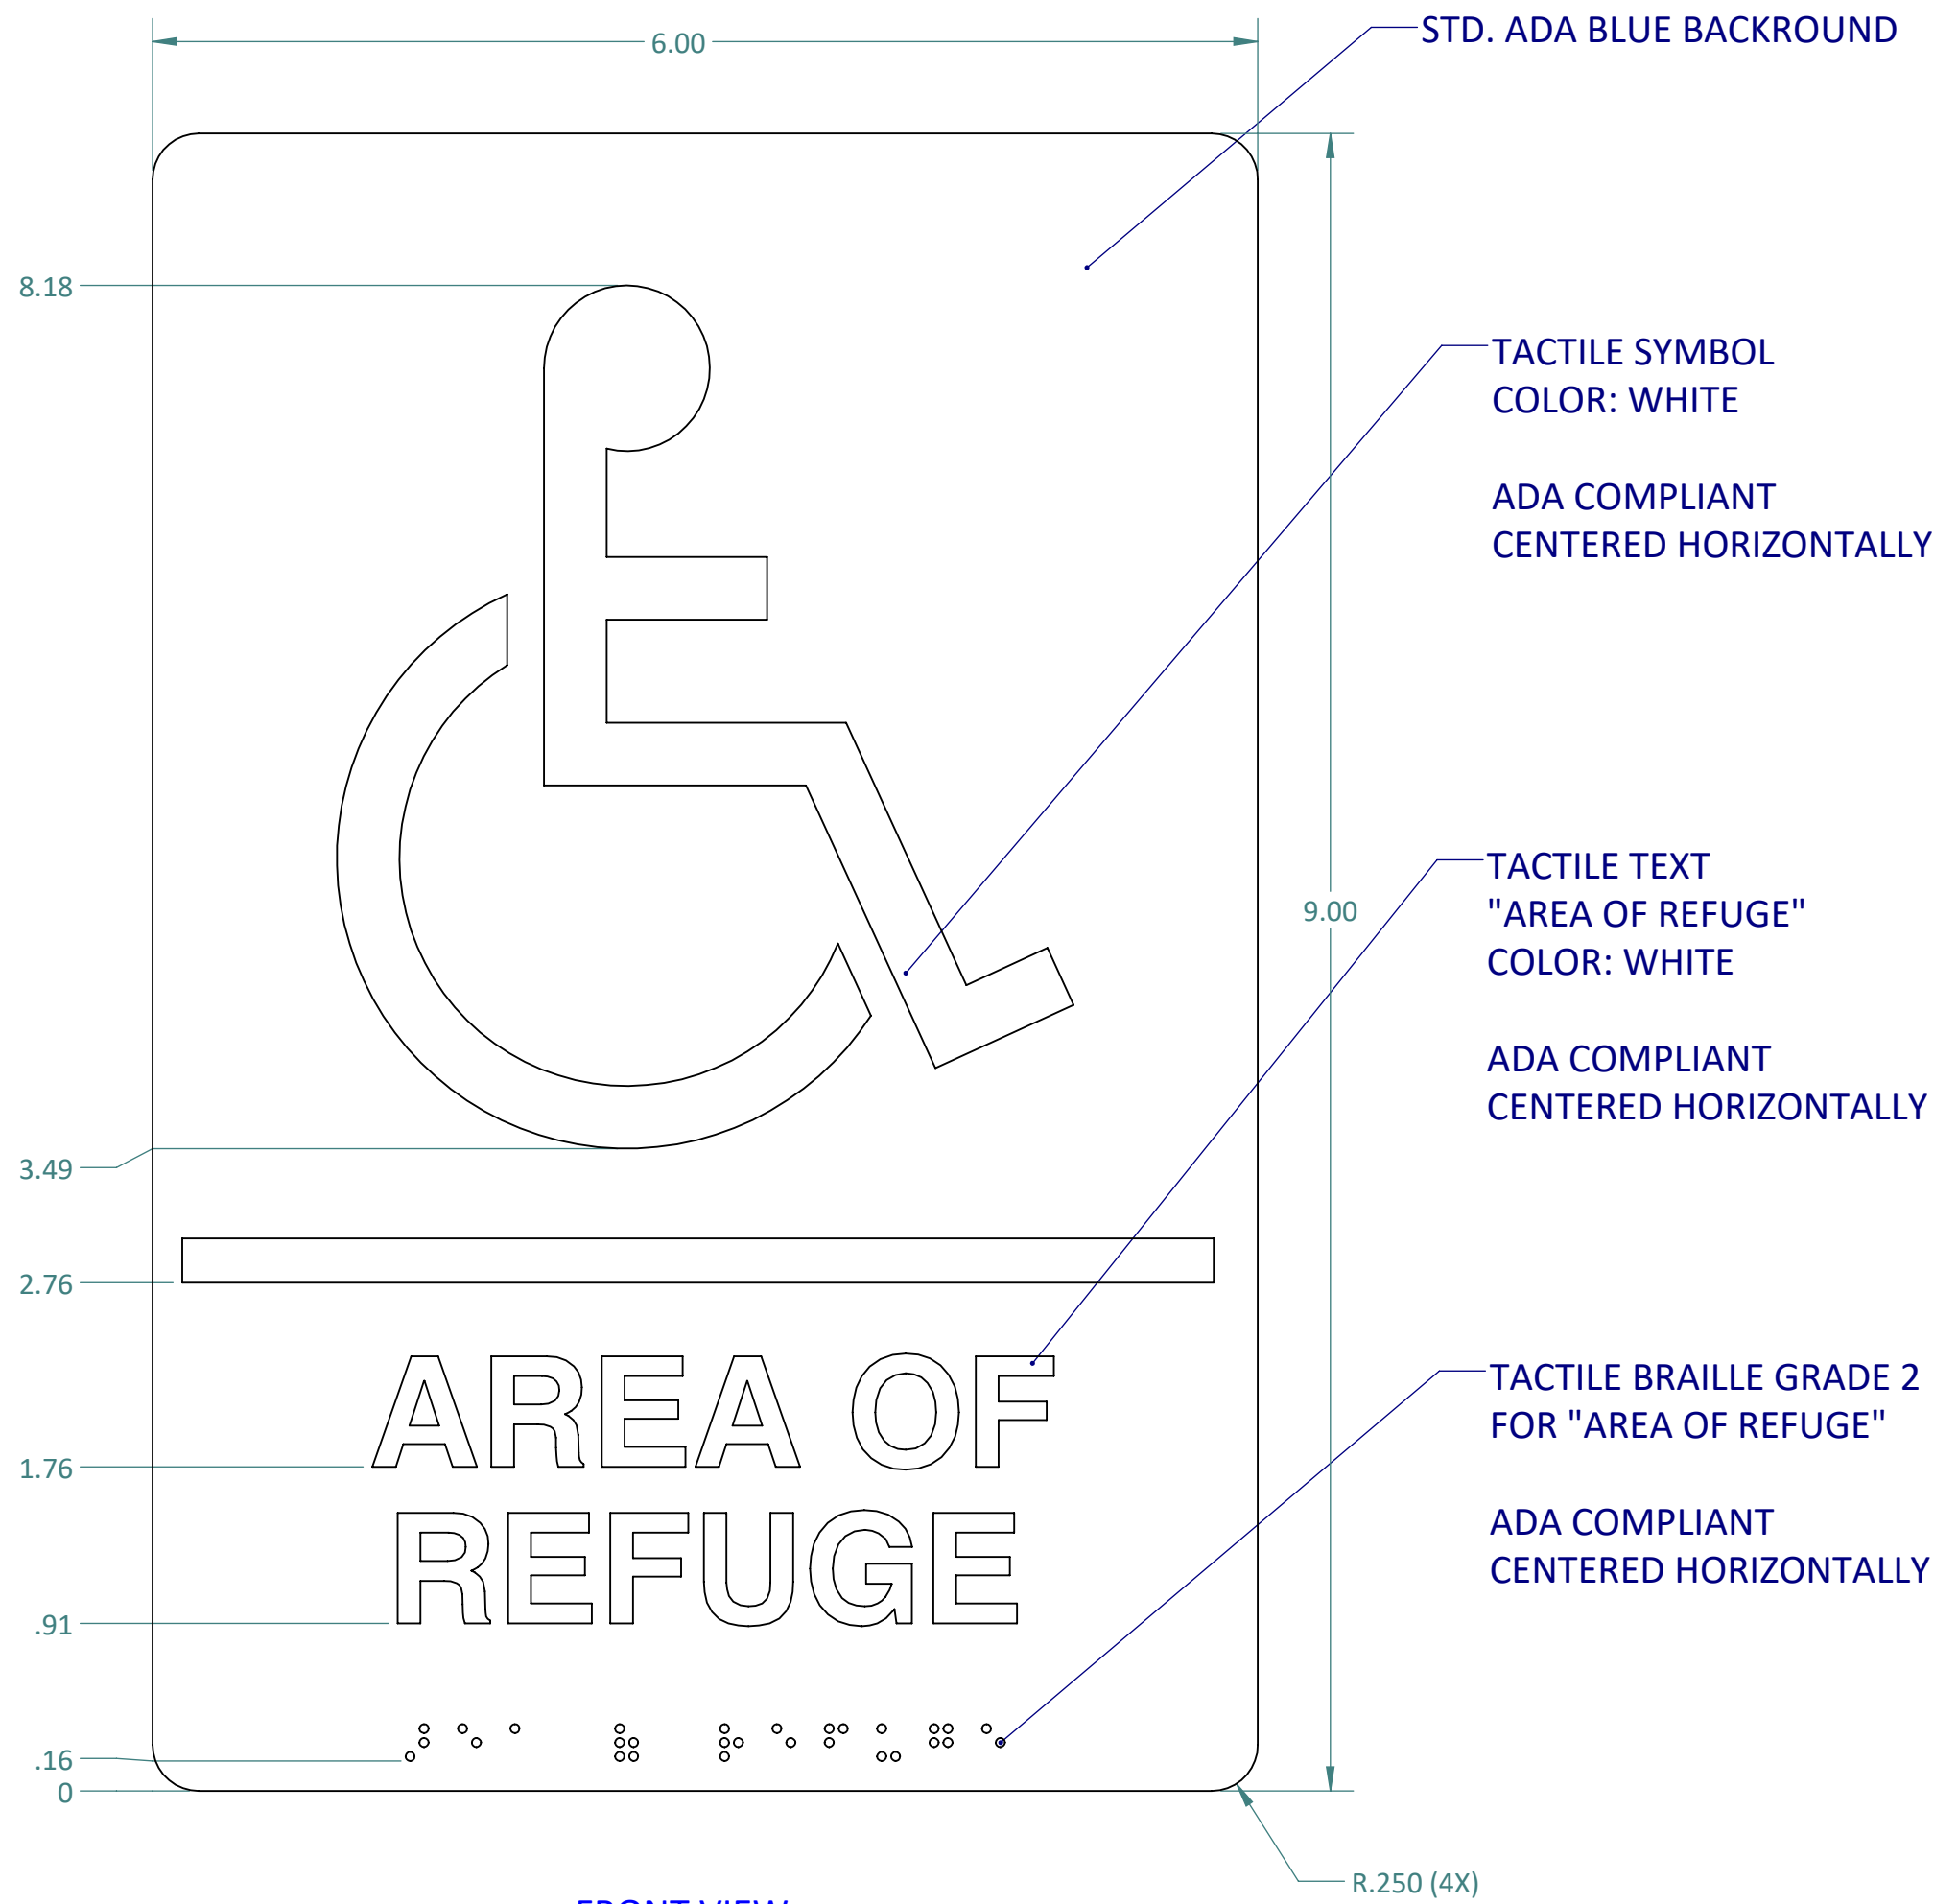 6.00
STD. ADA BLUE BACKROUND
8.18
TACTILE SYMBOL
COLOR: WHITE
ADA COMPLIANT
CENTERED HORIZONTALLY
TACTILE TEXT
"AREA OF REFUGE"
COLOR: WHITE
ADA COMPLIANT
CENTERED HORIZONTALLY
9.00
3.49
2.76
AREA OF
1.76
REFUGE
.91
TACTILE BRAILLE GRADE 2
FOR "AREA OF REFUGE"
ADA COMPLIANT
CENTERED HORIZONTALLY
⠜⠑⠁ ⠷ ⠗⠑⠋⠥⠛⠑
.16
0
R.250 (4X)
FRONT VIEW